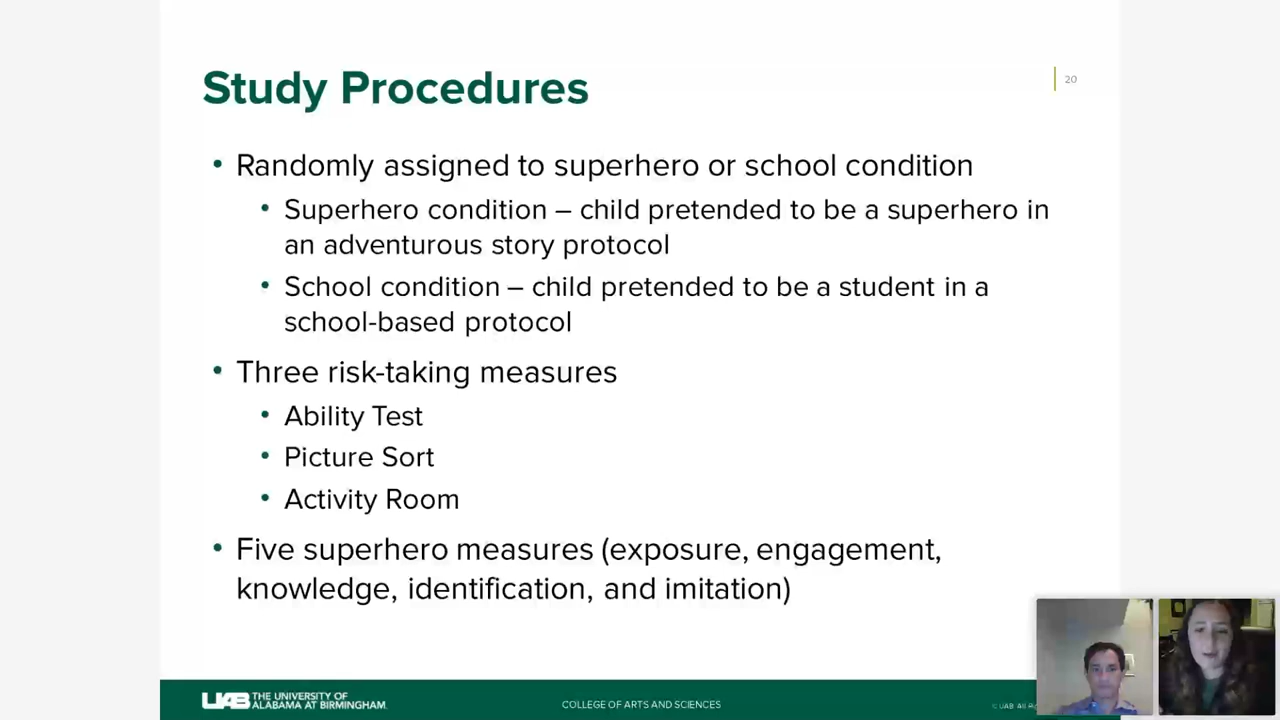 Study Procedures
20
• Randomly assigned to superhero or school condition
• Superhero condition – child pretended to be a superhero in
an adventurous story protocol
• School condition – child pretended to be a student in a
school-based protocol
• Three risk-taking measures
• Ability Test
• Picture Sort
• Activity Room
• Five superhero measures (exposure, engagement,
knowledge, identification, and imitation)
UAB THE UNIVERSITY OF
ALABAMA AT BIRMINGHAM.
COLLEGE OF ARTS AND SCIENCES
© UAB. All